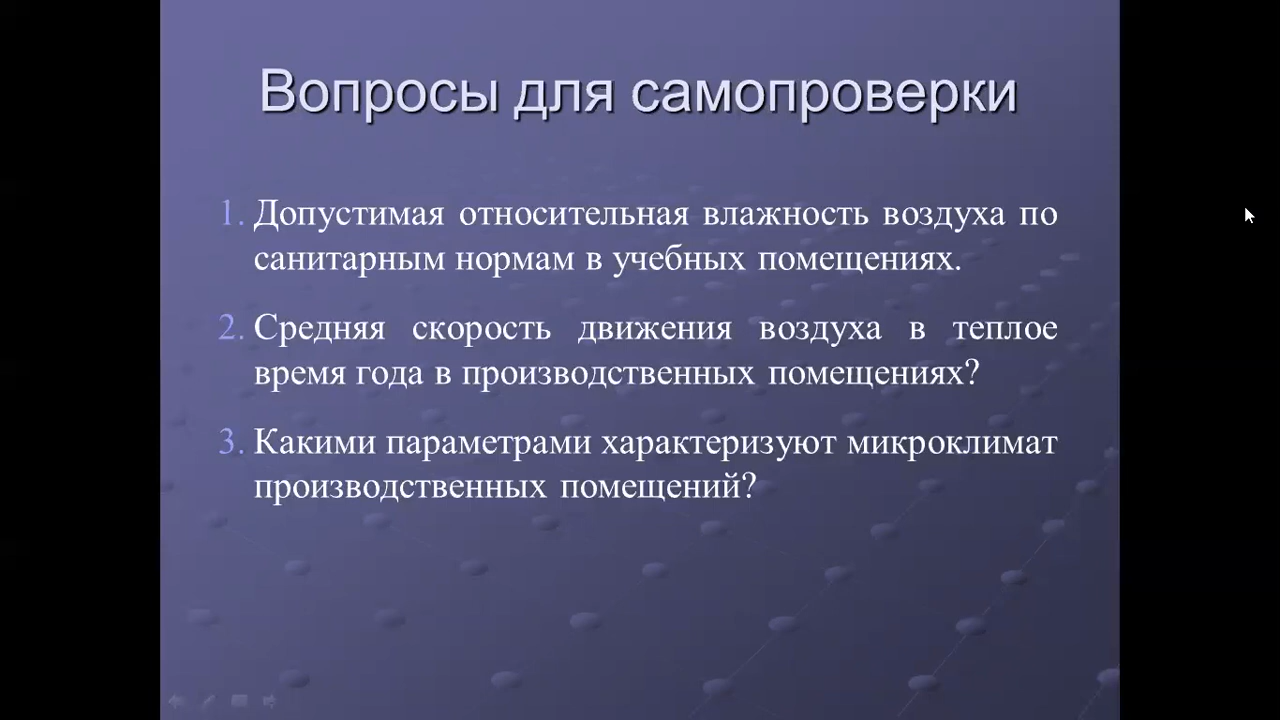 Вопросы для самопроверки
1. Допустимая относительная влажность воздуха по
санитарным нормам в учебных помещениях.
2. Средняя скорость движения воздуха в теплое
время года в производственных помещениях?
3. Какими параметрами характеризуют микроклимат
производственных помещений?